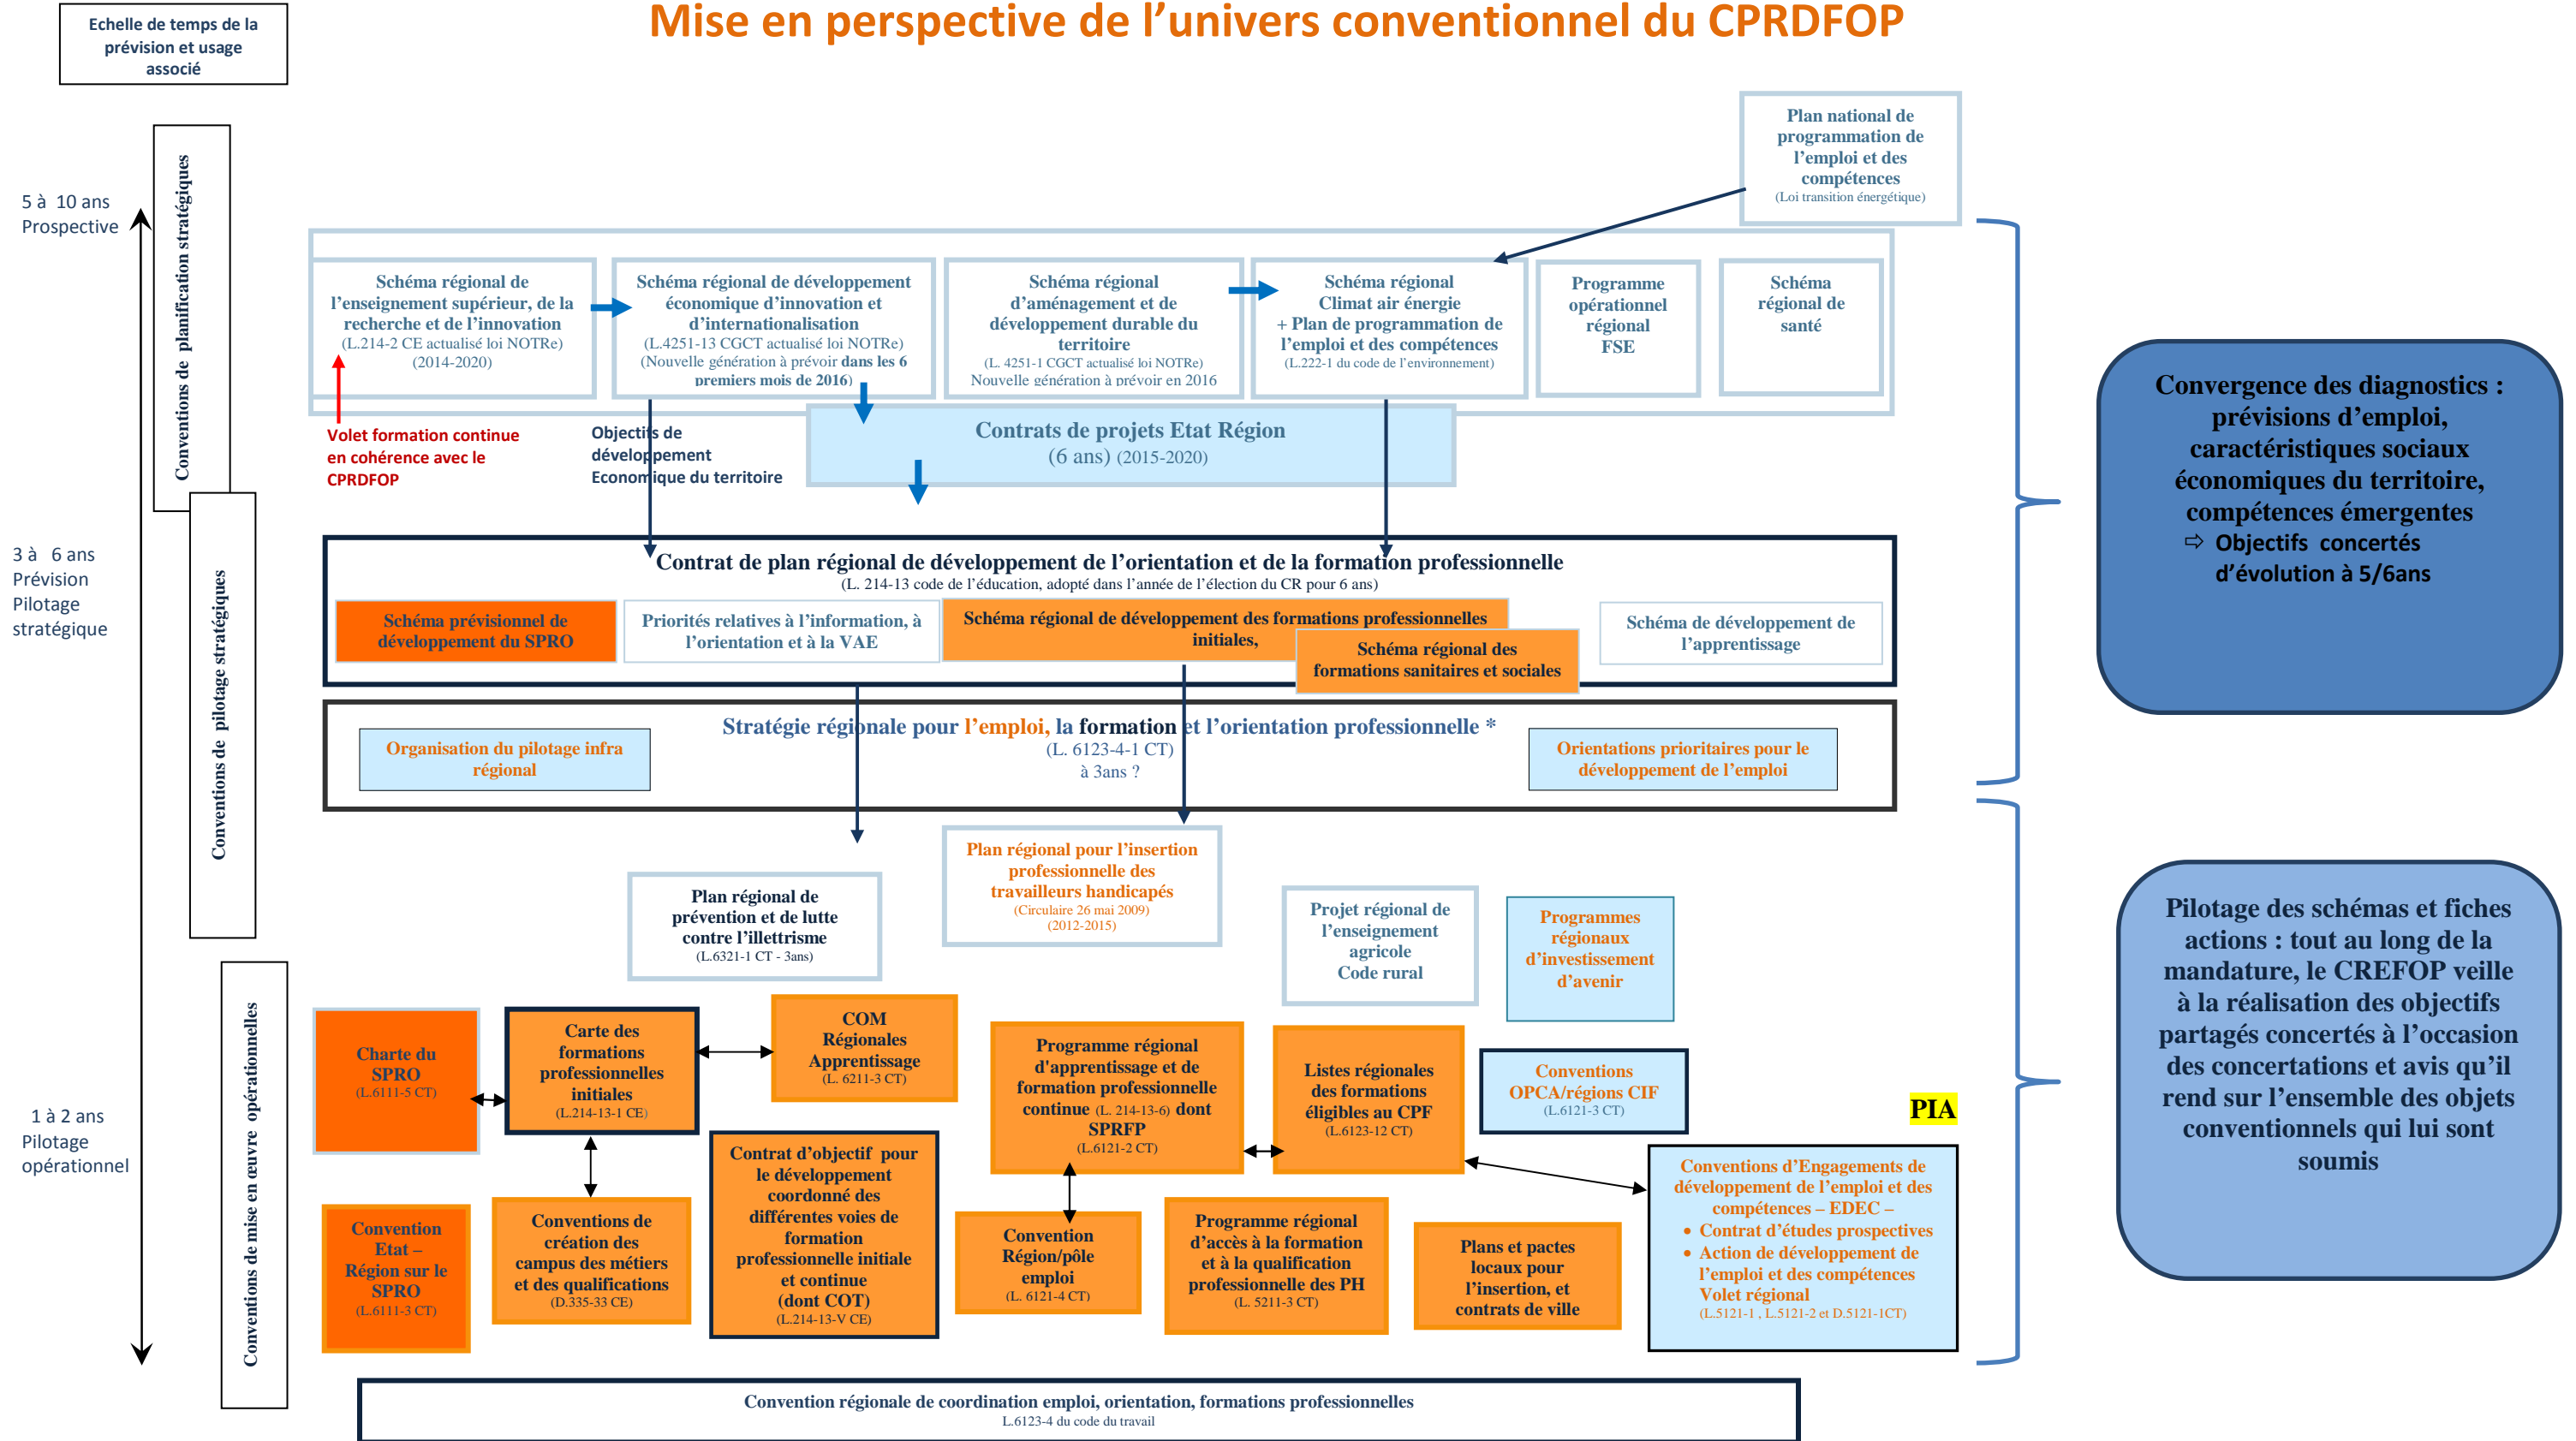 Mise en perspective de l’univers conventionnel du CPRDFOP
Echelle de temps de la
prévision et usage
associé
5 à 10 ans
Prospective
3 à 6 ans
Prévision
Pilotage
stratégique
1 à 2 ans
Pilotage
opérationnel
Conventions de planification stratégiques
Conventions de pilotage stratégiques
Conventions de mise en œuvre opérationnelles
Plan national de
programmation de
l’emploi et des
compétences
(Loi transition énergétique)
Schéma régional de
l’enseignement supérieur, de la
recherche et de l’innovation
(L.214-2 CE actualisé loi NOTRe)
(2014-2020)
Schéma régional de développement
économique d’innovation et
d’internationalisation
(L.4251-13 CGCT actualisé loi NOTRe)
(Nouvelle génération à prévoir dans les 6
premiers mois de 2016)
Schéma régional
d’aménagement et de
développement durable du
territoire
(L. 4251-1 CGCT actualisé loi NOTRe)
Nouvelle génération à prévoir en 2016
Schéma régional
Climat air énergie
+ Plan de programmation de
l’emploi et des compétences
(L.222-1 du code de l’environnement)
Programme
opérationnel
régional
FSE
Schéma
régional de
santé
Volet formation continue
en cohérence avec le
CPRDFOP
Objectifs de
développement
Economique du territoire
Contrats de projets Etat Région
(6 ans) (2015-2020)
Contrat de plan régional de développement de l’orientation et de la formation professionnelle
(L. 214-13 code de l’éducation, adopté dans l’année de l’élection du CR pour 6 ans)
Schéma prévisionnel de
développement du SPRO
Priorités relatives à l’information, à
l’orientation et à la VAE
Schéma régional de développement des formations professionnelles
initiales,
Schéma régional des
formations sanitaires et sociales
Schéma de développement de
l’apprentissage
Stratégie régionale pour l’emploi, la formation et l’orientation professionnelle *
(L. 6123-4-1 CT)
à 3ans ?
Organisation du pilotage infra
régional
Orientations prioritaires pour le
développement de l’emploi
Plan régional de
prévention et de lutte
contre l’illettrisme
(L.6321-1 CT - 3ans)
Plan régional pour l’insertion
professionnelle des
travailleurs handicapés
(Circulaire 26 mai 2009)
(2012-2015)
Projet régional de
l’enseignement
agricole
Code rural
Programmes
régionaux
d’investissement
d’avenir
Charte du
SPRO
(L.6111-5 CT)
Carte des
formations
professionnelles
initiales
(L.214-13-1 CE)
COM
Régionales
Apprentissage
(L. 6211-3 CT)
Programme régional
d'apprentissage et de
formation professionnelle
continue (L. 214-13-6) dont
SPRFP
(L.6121-2 CT)
Listes régionales
des formations
éligibles au CPF
(L.6123-12 CT)
Conventions
OPCA/régions CIF
(L.6121-3 CT)
PIA
Convention
Etat –
Région sur le
SPRO
(L.6111-3 CT)
Conventions de
création des
campus des métiers
et des qualifications
(D.335-33 CE)
Contrat d’objectif pour
le développement
coordonné des
différentes voies de
formation
professionnelle initiale
et continue
(dont COT)
(L.214-13-V CE)
Convention
Région/pôle
emploi
(L. 6121-4 CT)
Programme régional
d’accès à la formation
et à la qualification
professionnelle des PH
(L. 5211-3 CT)
Plans et pactes
locaux pour
l’insertion, et
contrats de ville
Conventions d’Engagements de
développement de l’emploi et des
compétences – EDEC –
• Contrat d’études prospectives
• Action de développement de
l’emploi et des compétences
Volet régional
(L.5121-1 , L.5121-2 et D.5121-1CT)
Convention régionale de coordination emploi, orientation, formations professionnelles
L.6123-4 du code du travail
Convergence des diagnostics :
prévisions d’emploi,
caractéristiques sociaux
économiques du territoire,
compétences émergentes
⇨ Objectifs concertés
d’évolution à 5/6ans
Pilotage des schémas et fiches
actions : tout au long de la
mandature, le CREFOP veille
à la réalisation des objectifs
partagés concertés à l’occasion
des concertations et avis qu’il
rend sur l’ensemble des objets
conventionnels qui lui sont
soumis